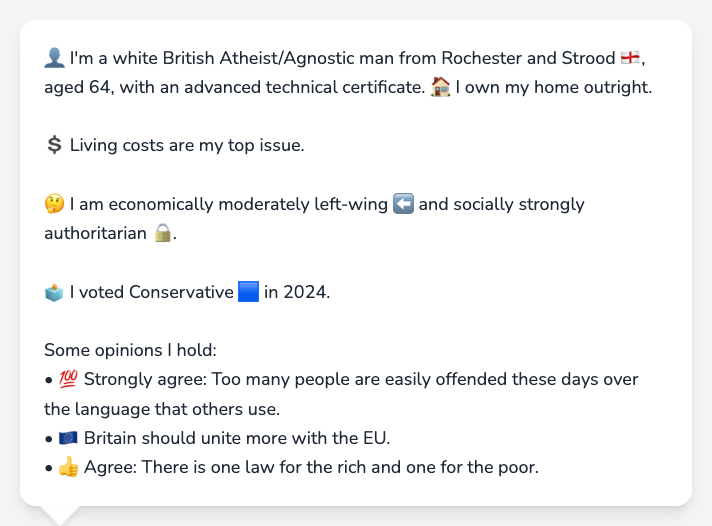 👤 I'm a white British Atheist/Agnostic man from Rochester and Strood 🏴󠁧󠁢󠁥󠁮󠁧󠁿,
aged 64, with an advanced technical certificate. 🏠 I own my home outright.
💲 Living costs are my top issue.
🤔 I am economically moderately left-wing ⬅️ and socially strongly
authoritarian 🔒.
🗳️ I voted Conservative 🟦 in 2024.
Some opinions I hold:
• 💯 Strongly agree: Too many people are easily offended these days over
the language that others use.
• 🇪🇺 Britain should unite more with the EU.
• 👍 Agree: There is one law for the rich and one for the poor.